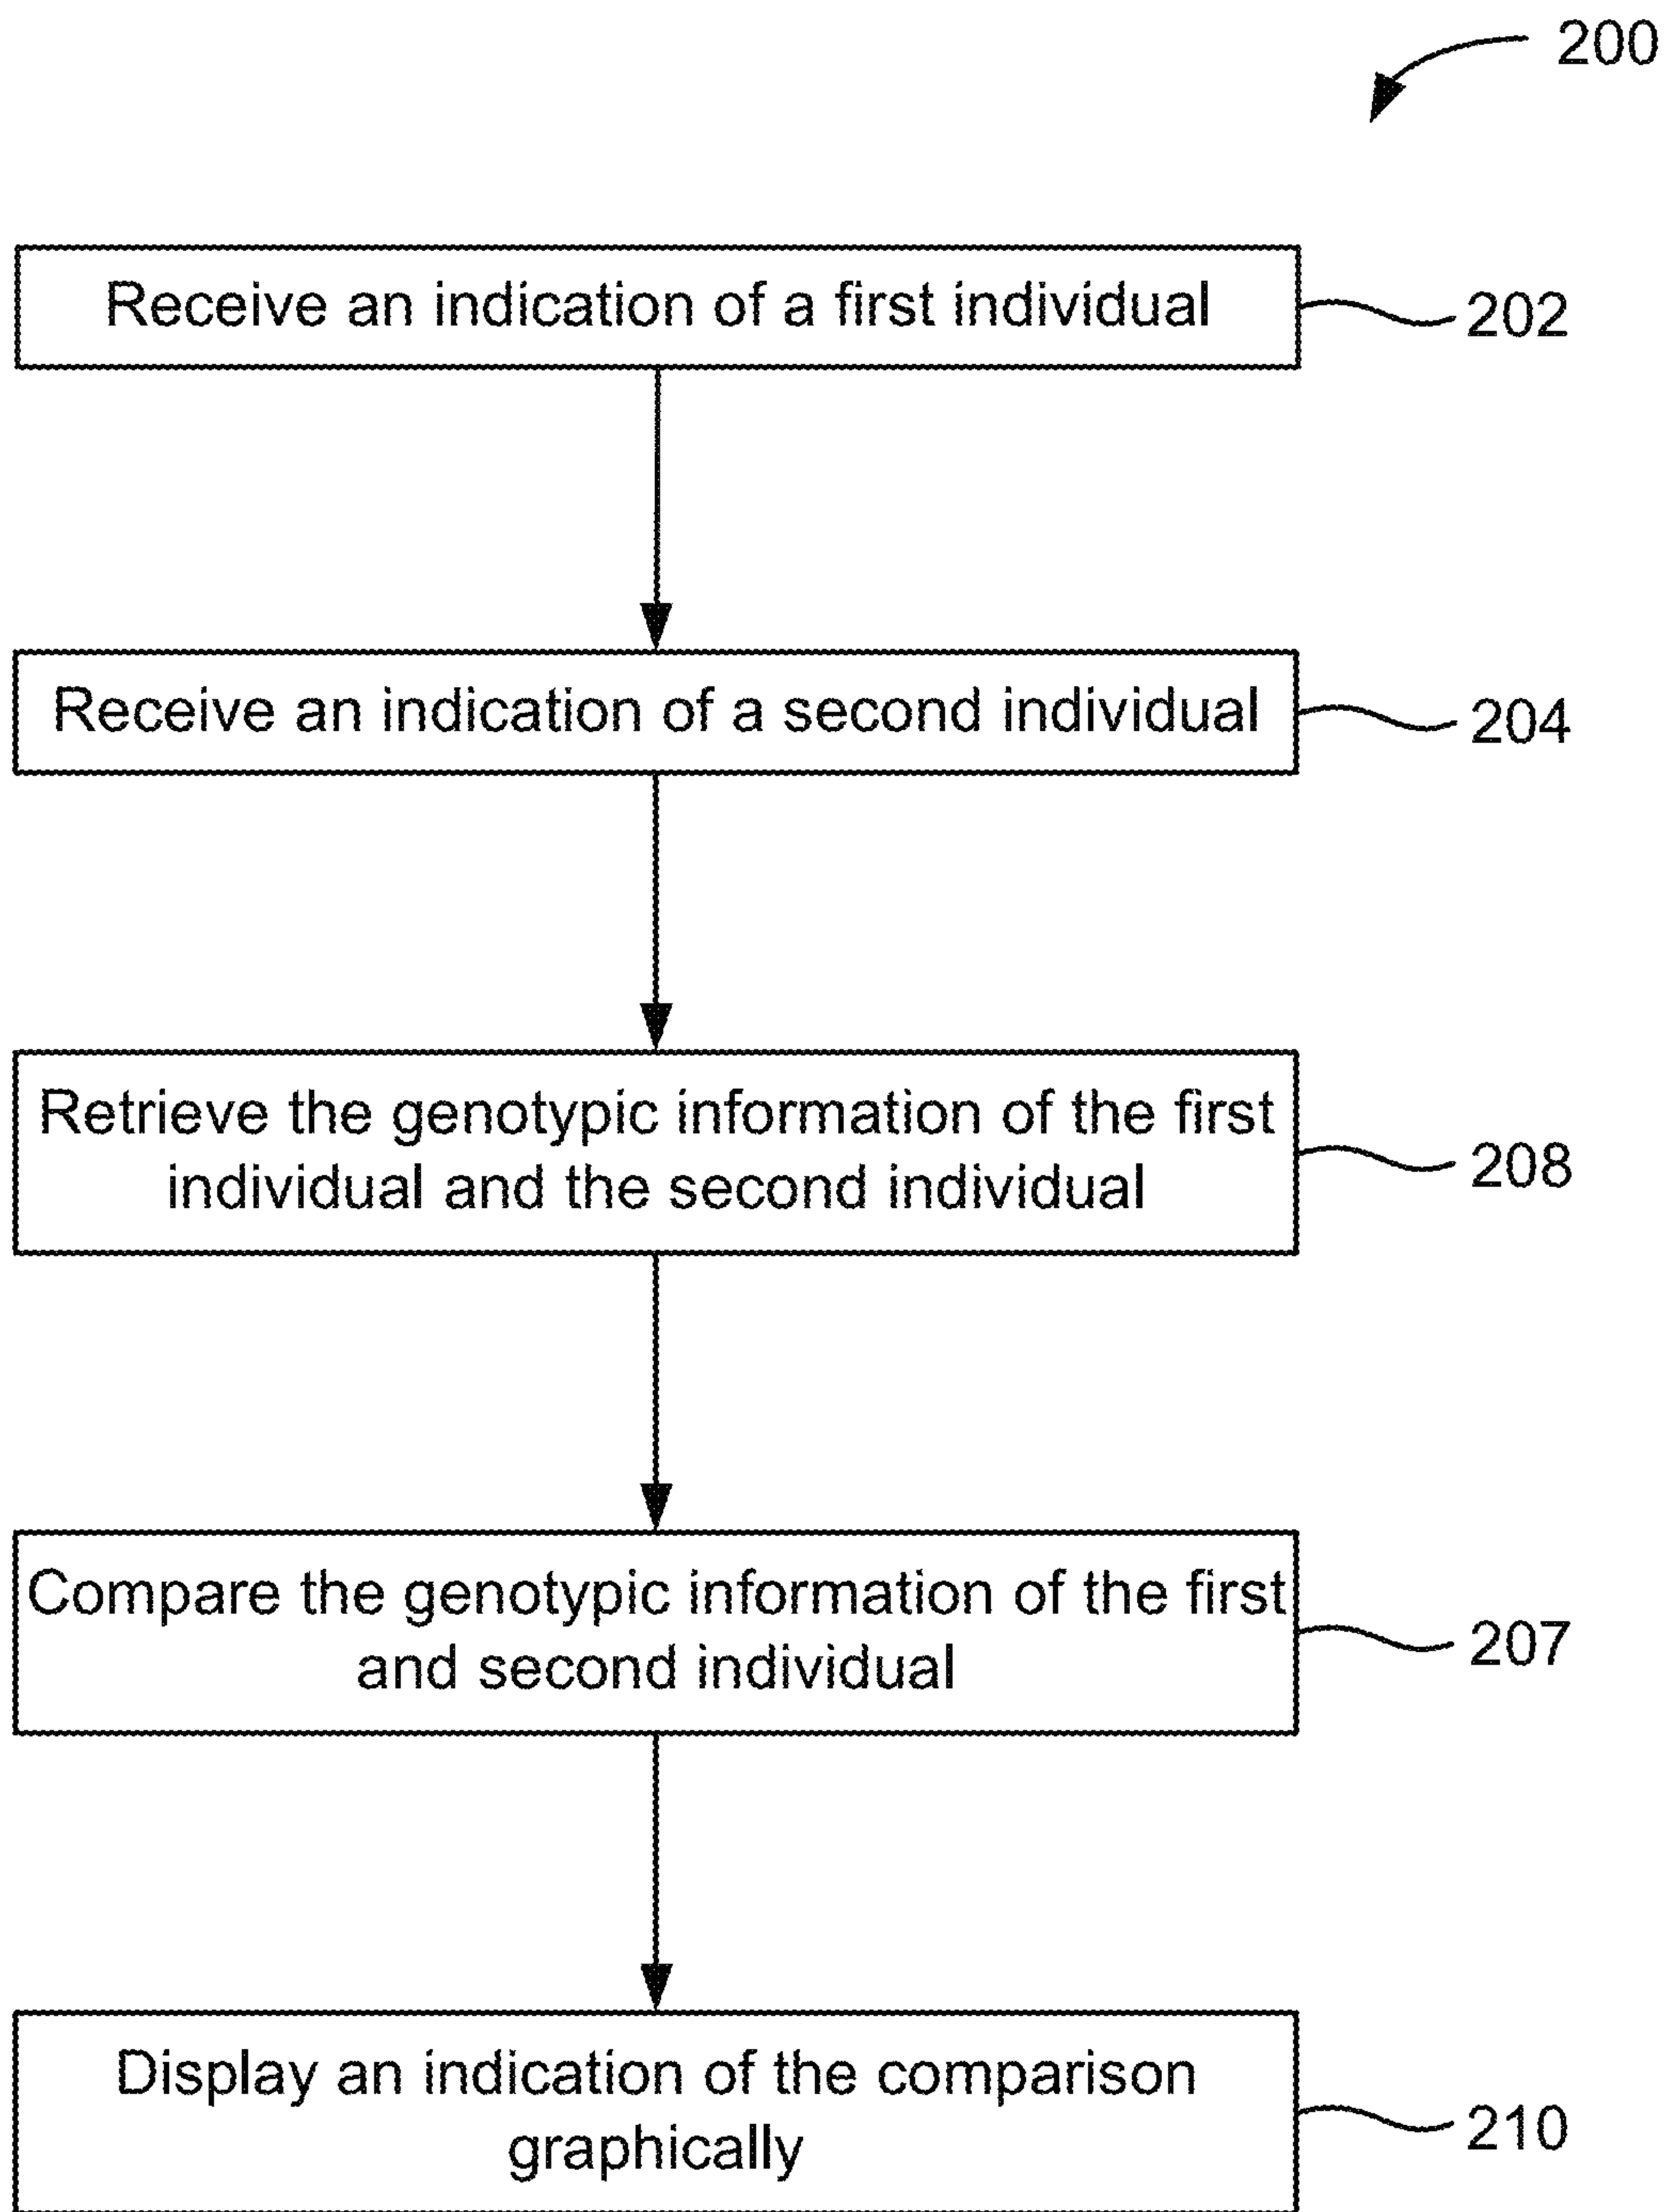 200
Receive an indication of a first individual
202
Receive an indication of a second individual
204
Retrieve the genotypic information of the first
individual and the second individual
208
Compare the genotypic information of the first
and second individual
207
Display an indication of the comparison
graphically
210